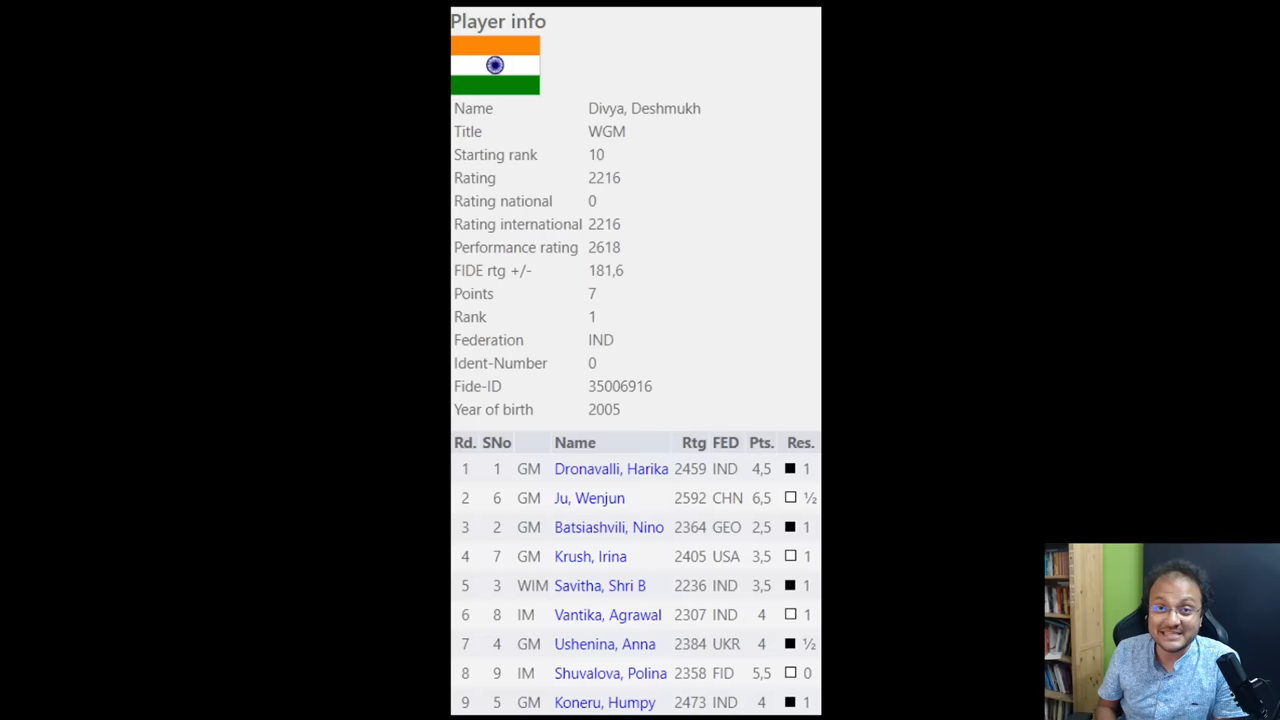 Player info
Name Divya, Deshmukh
Title WGM
Starting rank 10
Rating 2216
Rating national 0
Rating international 2216
Performance rating 2618
FIDE rtg +/- 181,6
Points 7
Rank 1
Federation IND
Ident-Number 0
Fide-ID 35006916
Year of birth 2005
Rd. SNo Name Rtg FED Pts. Res.
1 1 GM Dronavalli, Harika 2459 IND 4,5 ■ 1
2 6 GM Ju, Wenjun 2592 CHN 6,5 □ ½
3 2 GM Batsiashvili, Nino 2364 GEO 2,5 ■ 1
4 7 GM Krush, Irina 2405 USA 3,5 □ 1
5 3 WIM Savitha, Shri B 2236 IND 3,5 ■ 1
6 8 IM Vantika, Agrawal 2307 IND 4 □ 1
7 4 GM Ushenina, Anna 2384 UKR 4 ■ ½
8 9 IM Shuvalova, Polina 2358 FID 5,5 □ 0
9 5 GM Koneru, Humpy 2473 IND 4 ■ 1